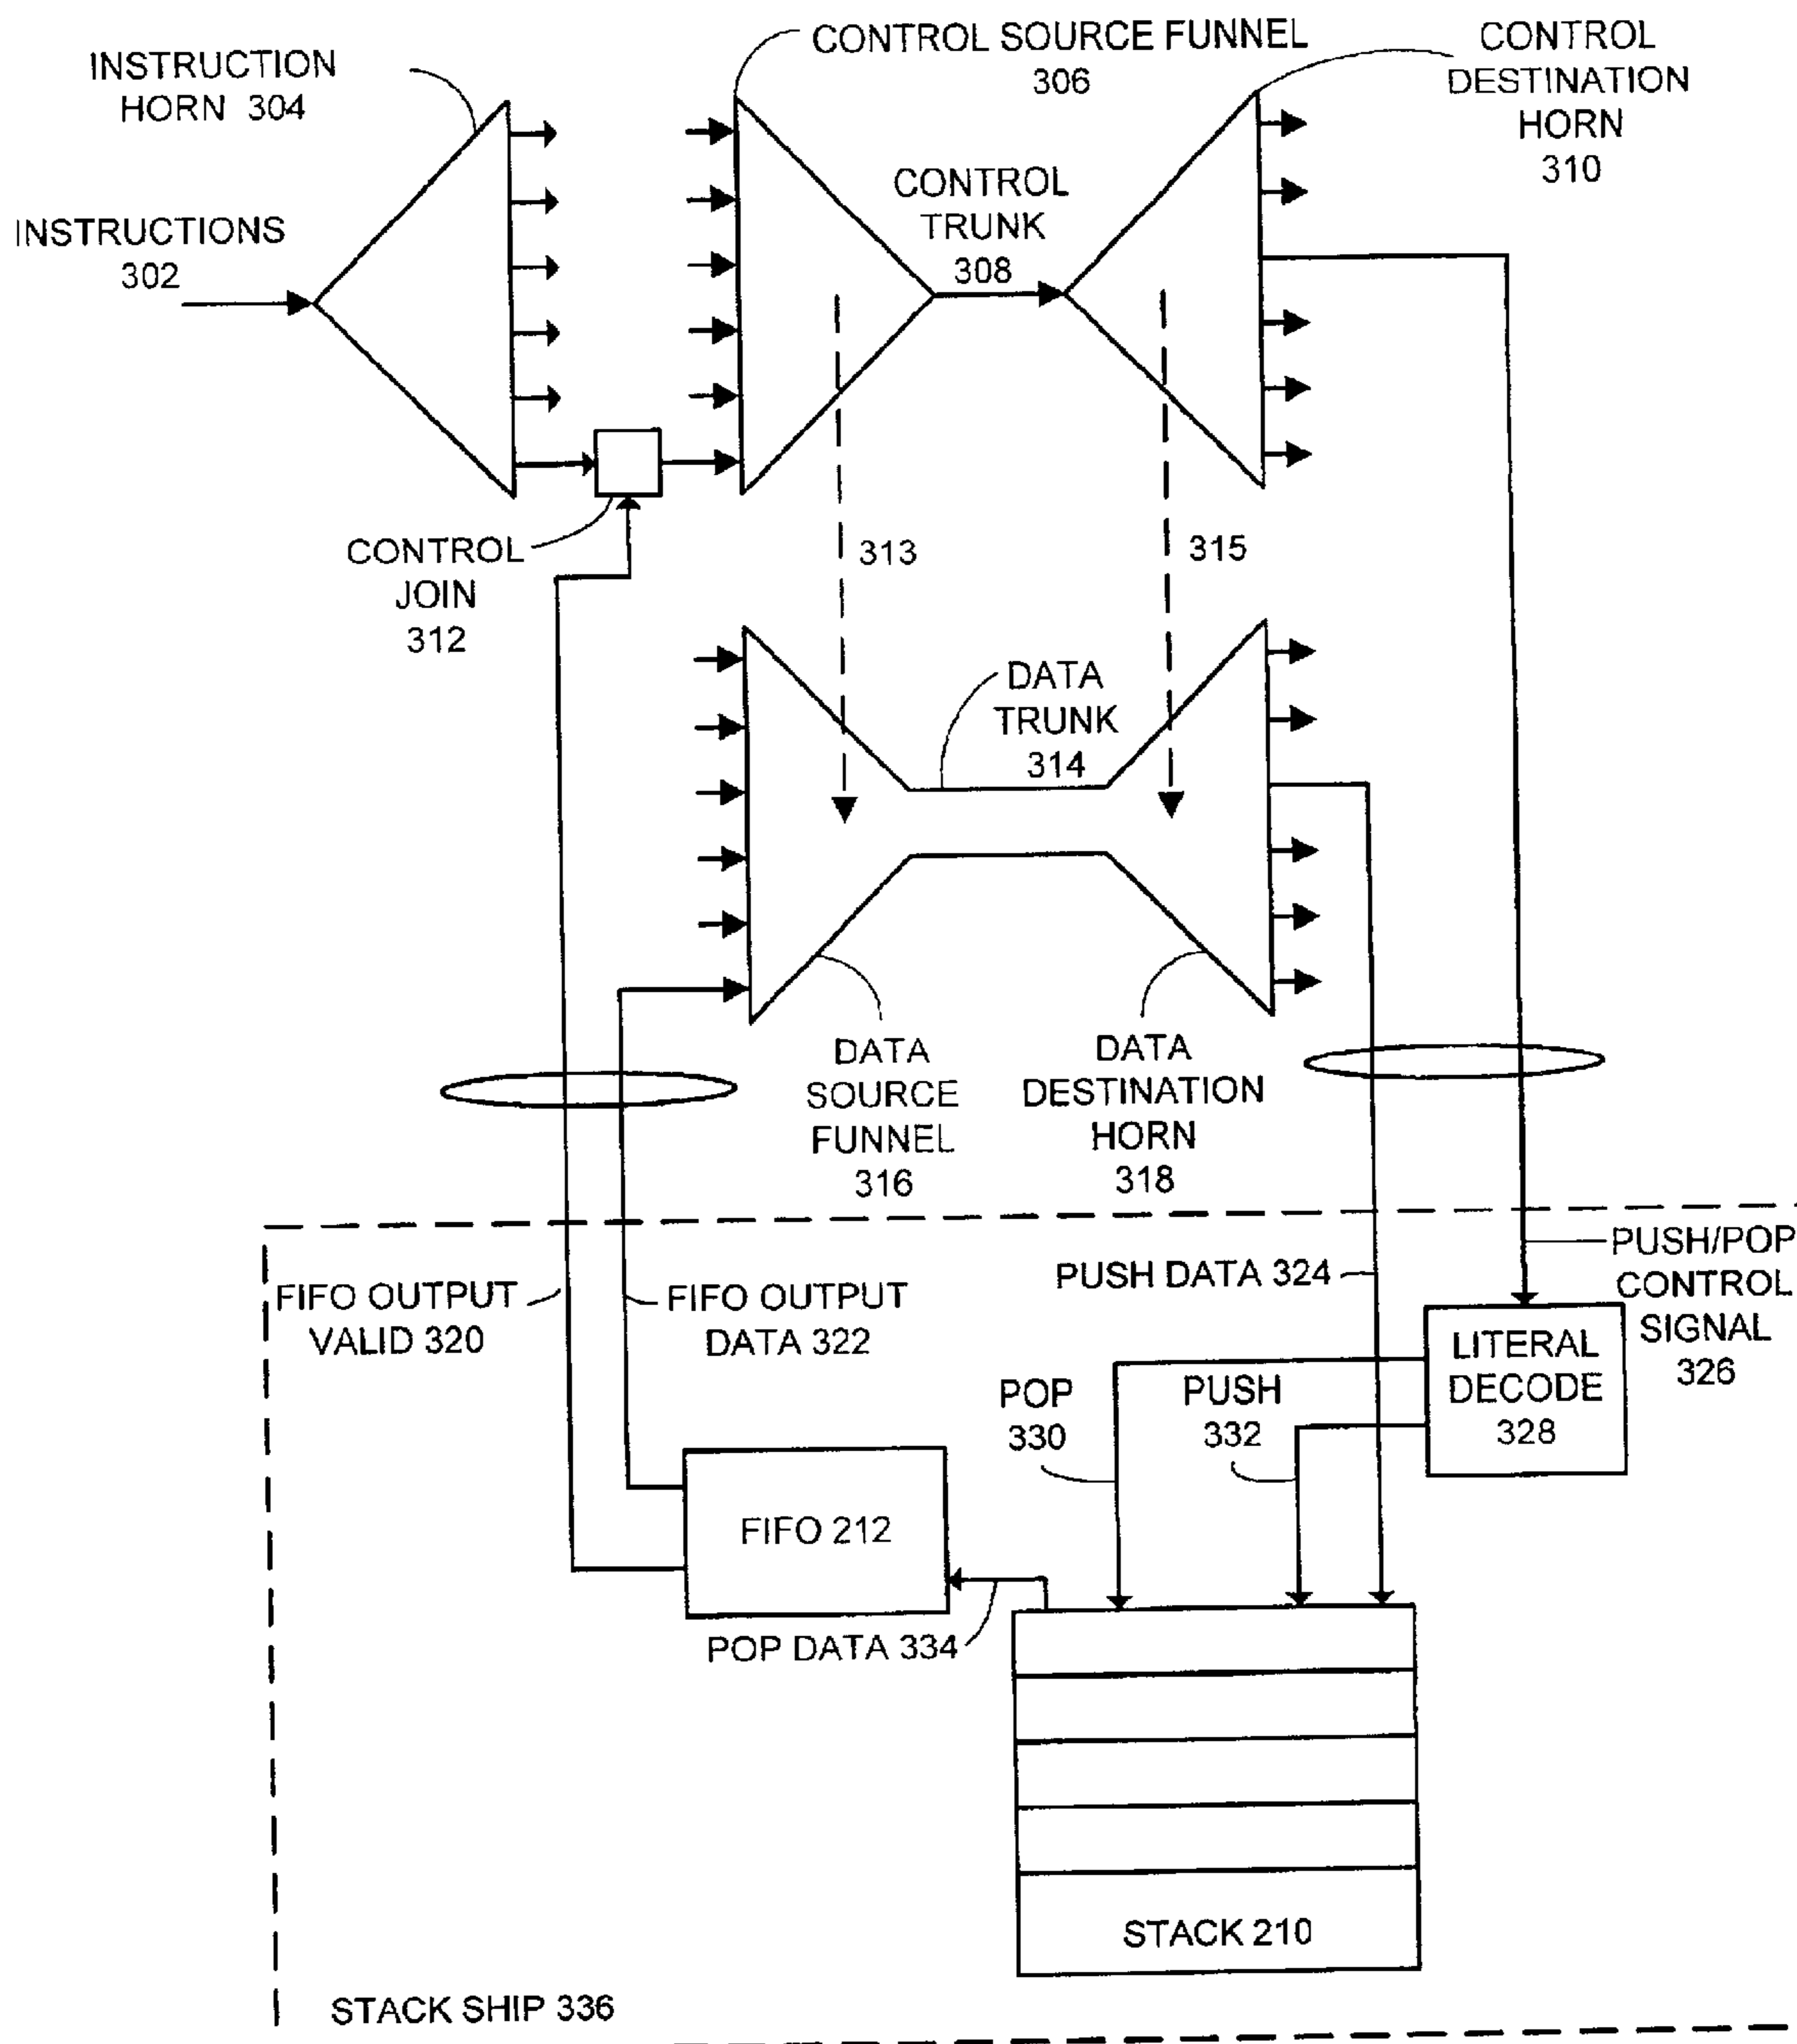 INSTRUCTION
HORN 304
CONTROL SOURCE FUNNEL
306
CONTROL
DESTINATION
HORN
310
INSTRUCTIONS
302
CONTROL
TRUNK
308
CONTROL
JOIN
312
313
315
DATA
TRUNK
314
DATA
SOURCE
FUNNEL
316
DATA
DESTINATION
HORN
318
FIFO OUTPUT
VALID 320
FIFO OUTPUT
DATA 322
PUSH DATA 324
PUSH/POP
CONTROL
SIGNAL
326
LITERAL
DECODE
328
POP
330
PUSH
332
FIFO 212
POP DATA 334
STACK 210
STACK SHIP 336